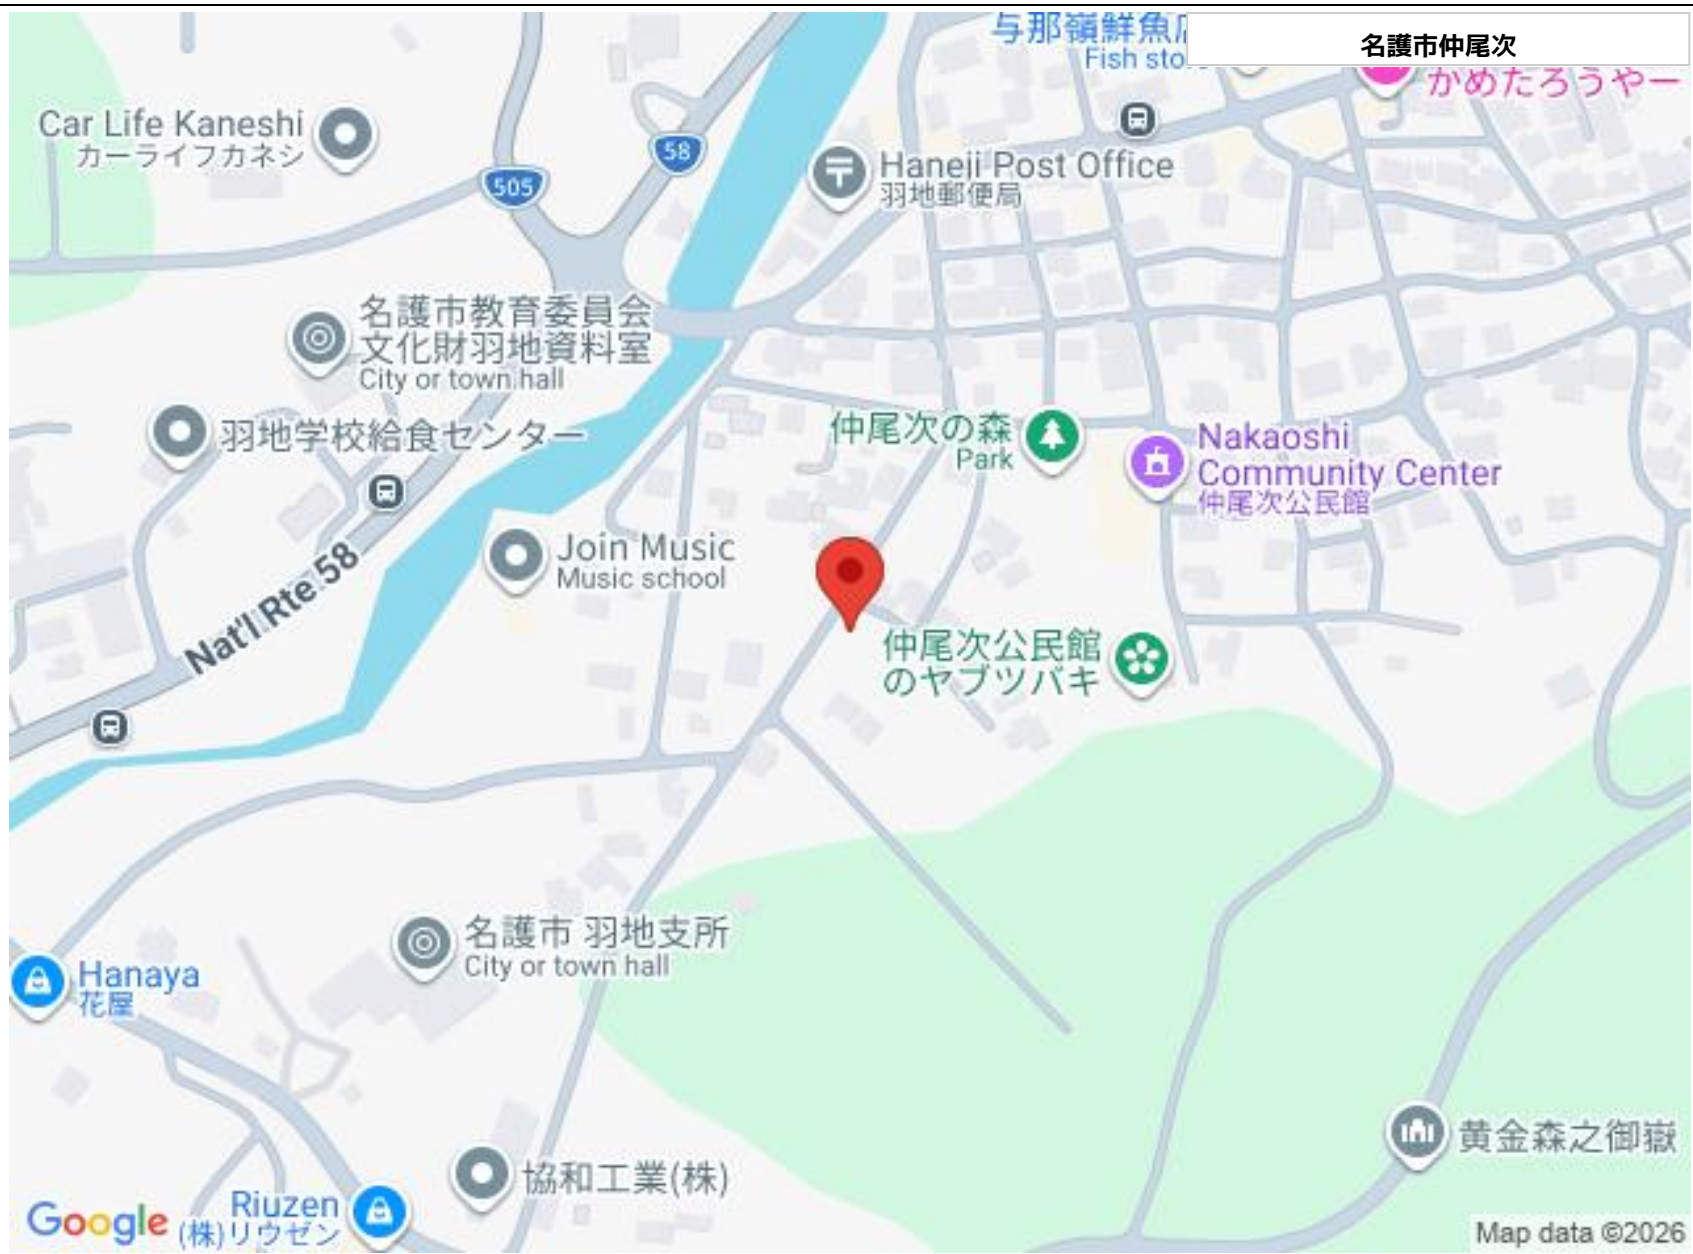 与那嶺鮮魚
Fish sto
名護市仲尾次
かめたろうやー
Car Life Kaneshi
カーライフカネシ
58
505
Haneji Post Office
羽地郵便局
名護市教育委員会
文化財羽地資料室
City or town hall
羽地学校給食センター
仲尾次の森
Park
Nakaoshi
Community Center
仲尾次公民館
Join Music
Music school
Nat'l Rte 58
仲尾次公民館
のヤブツバキ
名護市 羽地支所
City or town hall
Hanaya
花屋
黄金森之御嶽
協和工業(株)
Riuzen
(株)リウゼン
Google
Map data ©2026